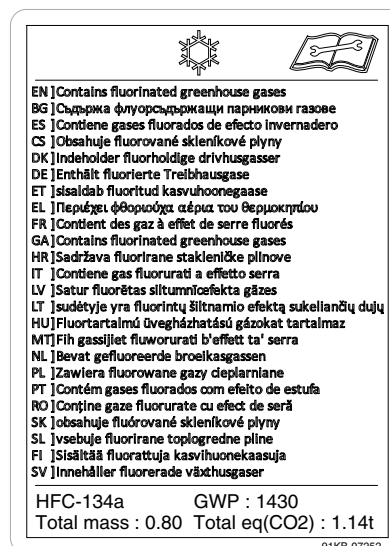 EN ]Contains fluorinated greenhouse gases
BG ]Съдържа флуорсъдържащи парникови газове
ES ]Contiene gases fluorados de efecto invernadero
CS ]Obsahuje fluorované skleníkové plyny
DK]Indeholder fluorholdige drivhusgasser
DE ]Enthält fluorierte Treibhausgase
ET ]sisaldab fluoritud kasvuhoonegaase
EL ]Περιέχει φθοριούχα αέρια του θερμοκηπίου
FR ]Contient des gaz à effet de serre fluorés
GA]Contains fluorinated greenhouse gases
HR]Sadržava fluorirane stakleničke plinove
IT ]Contiene gas fluorurati a effetto serra
LV ]Satur fluorētas siltumnīcefekta gāzes
LT ]sudėtyje yra fluorintų šiltnamio efektą sukeliančių dujų
HU]Fluortartalmú üvegházhatású gázokat tartalmaz
MT]Fih gassijiet fluworurati b'effett ta' serra
NL ]Bevat gefluoreerde broeikasgassen
PL ]Zawiera fluorowane gazy cieplarniane
PT ]Contém gases fluorados com efeito de estufa
RO]Conține gaze fluorurate cu efect de seră
SK ]obsahuje fluórované skleníkové plyny
SL ]vsebuje fluorirane toplogredne pline
FI ]Sisältää fluorattuja kasvihuonekaasuja
SV ]Innehåller fluorerade växthusgaser
HFC-134a GWP : 1430
Total mass : 0.80 Total eq(CO2) : 1.14t